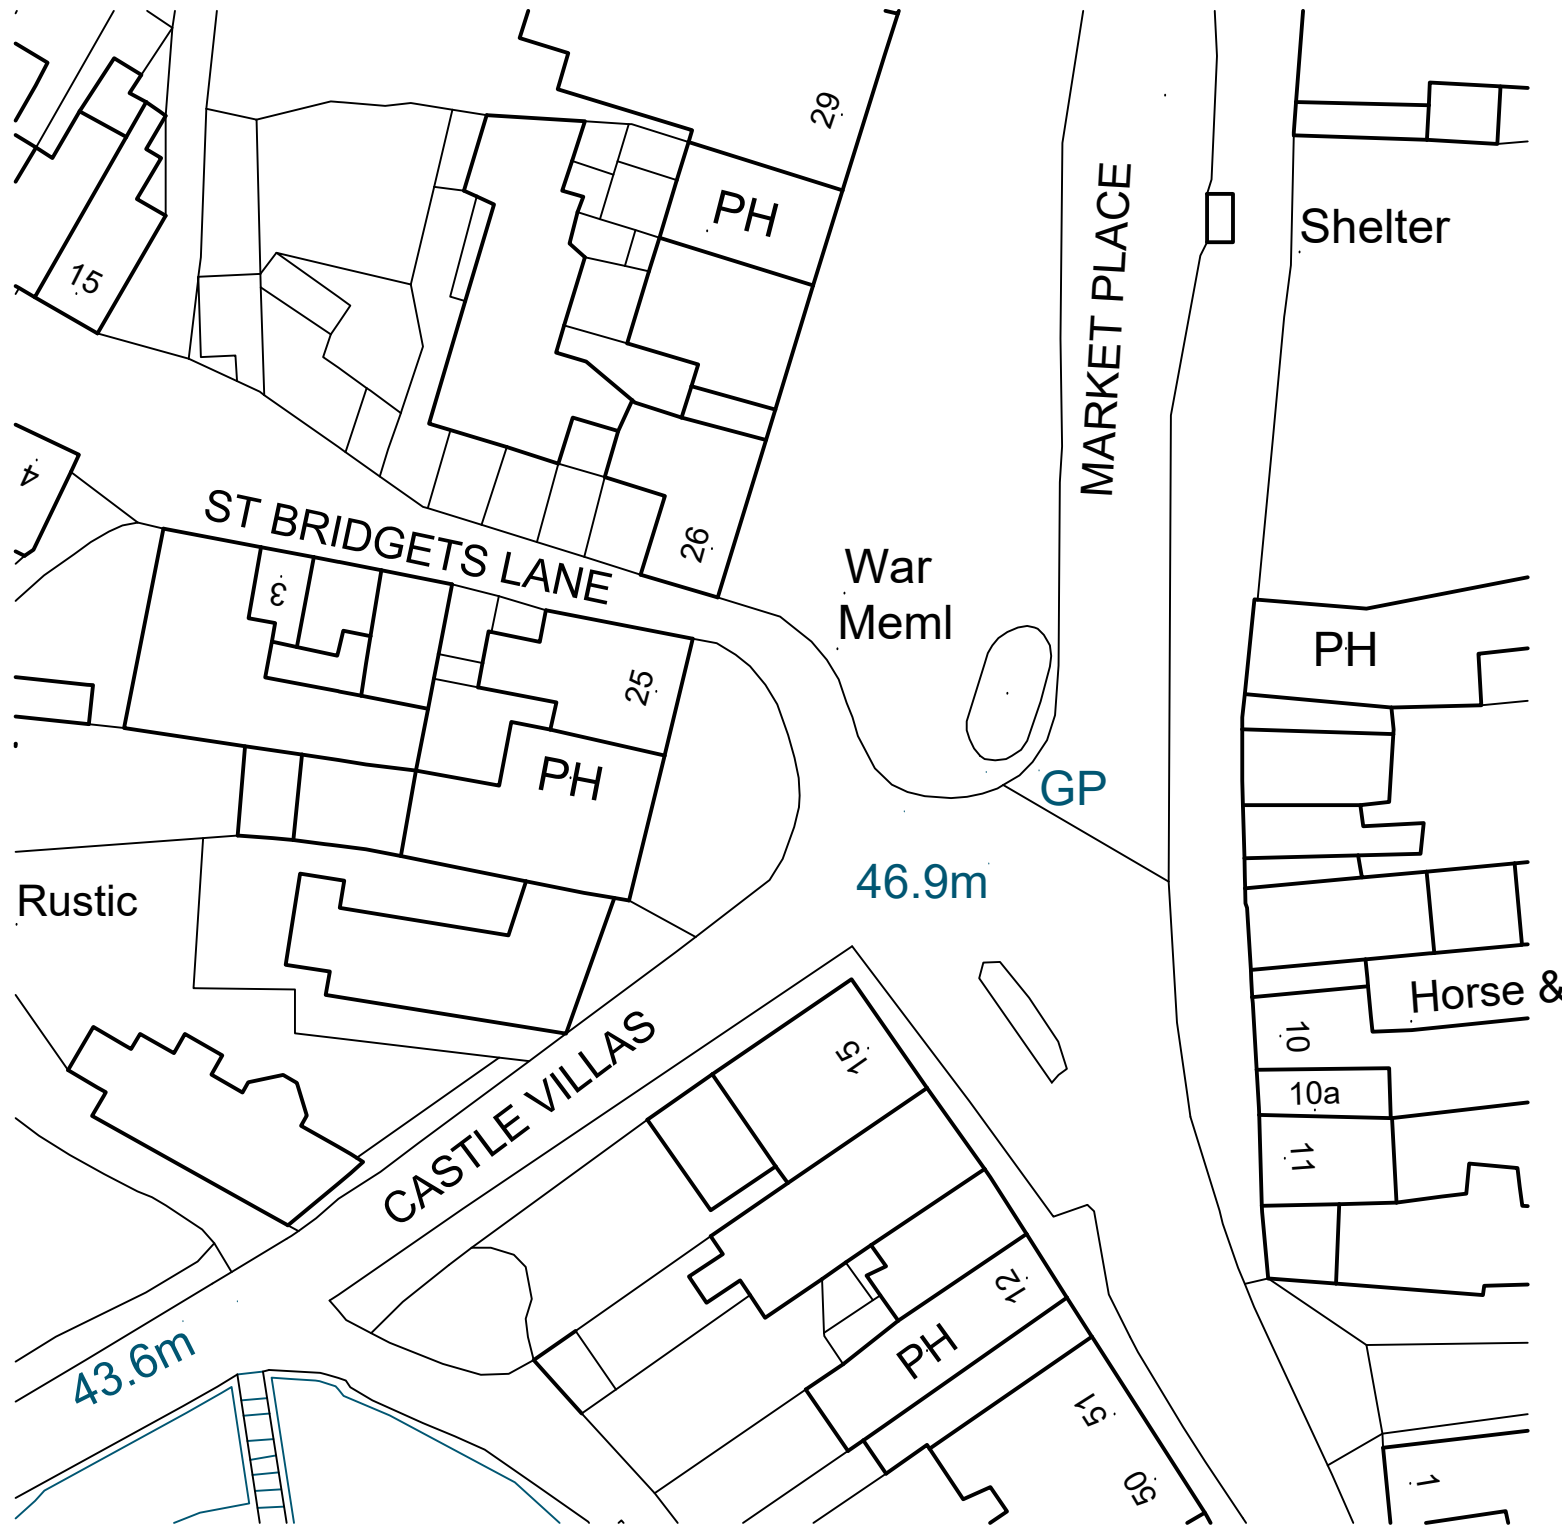 29
PH
MARKET PLACE
Shelter
15
4
ST BRIDGETS LANE
26
War
Meml
3
PH
25
PH
GP
46.9m
Rustic
Horse &
10
15
10a
CASTLE VILLAS
11
12
PH
43.6m
51
50
1